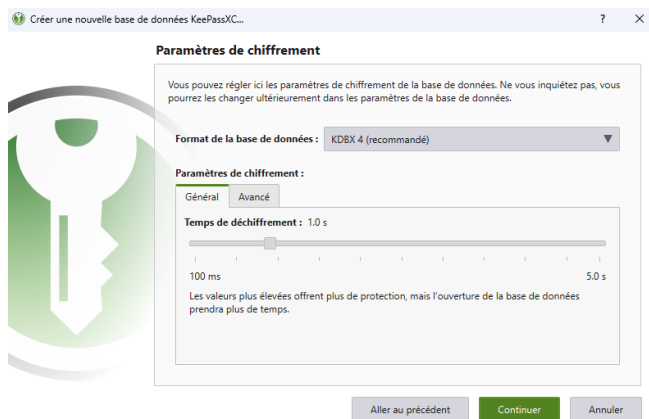 Créer une nouvelle base de données KeePassXC...
Paramètres de chiffrement
Vous pouvez régler ici les paramètres de chiffrement de la base de données. Ne vous inquiétez pas, vous
pourrez les changer ultérieurement dans les paramètres de la base de données.
Format de la base de données : KDBX 4 (recommandé)
Paramètres de chiffrement :
Général Avancé
Temps de déchiffrement : 1.0 s
100 ms 5.0 s
Les valeurs plus élevées offrent plus de protection, mais l'ouverture de la base de données
prendra plus de temps.
Aller au précédent Continuer Annuler